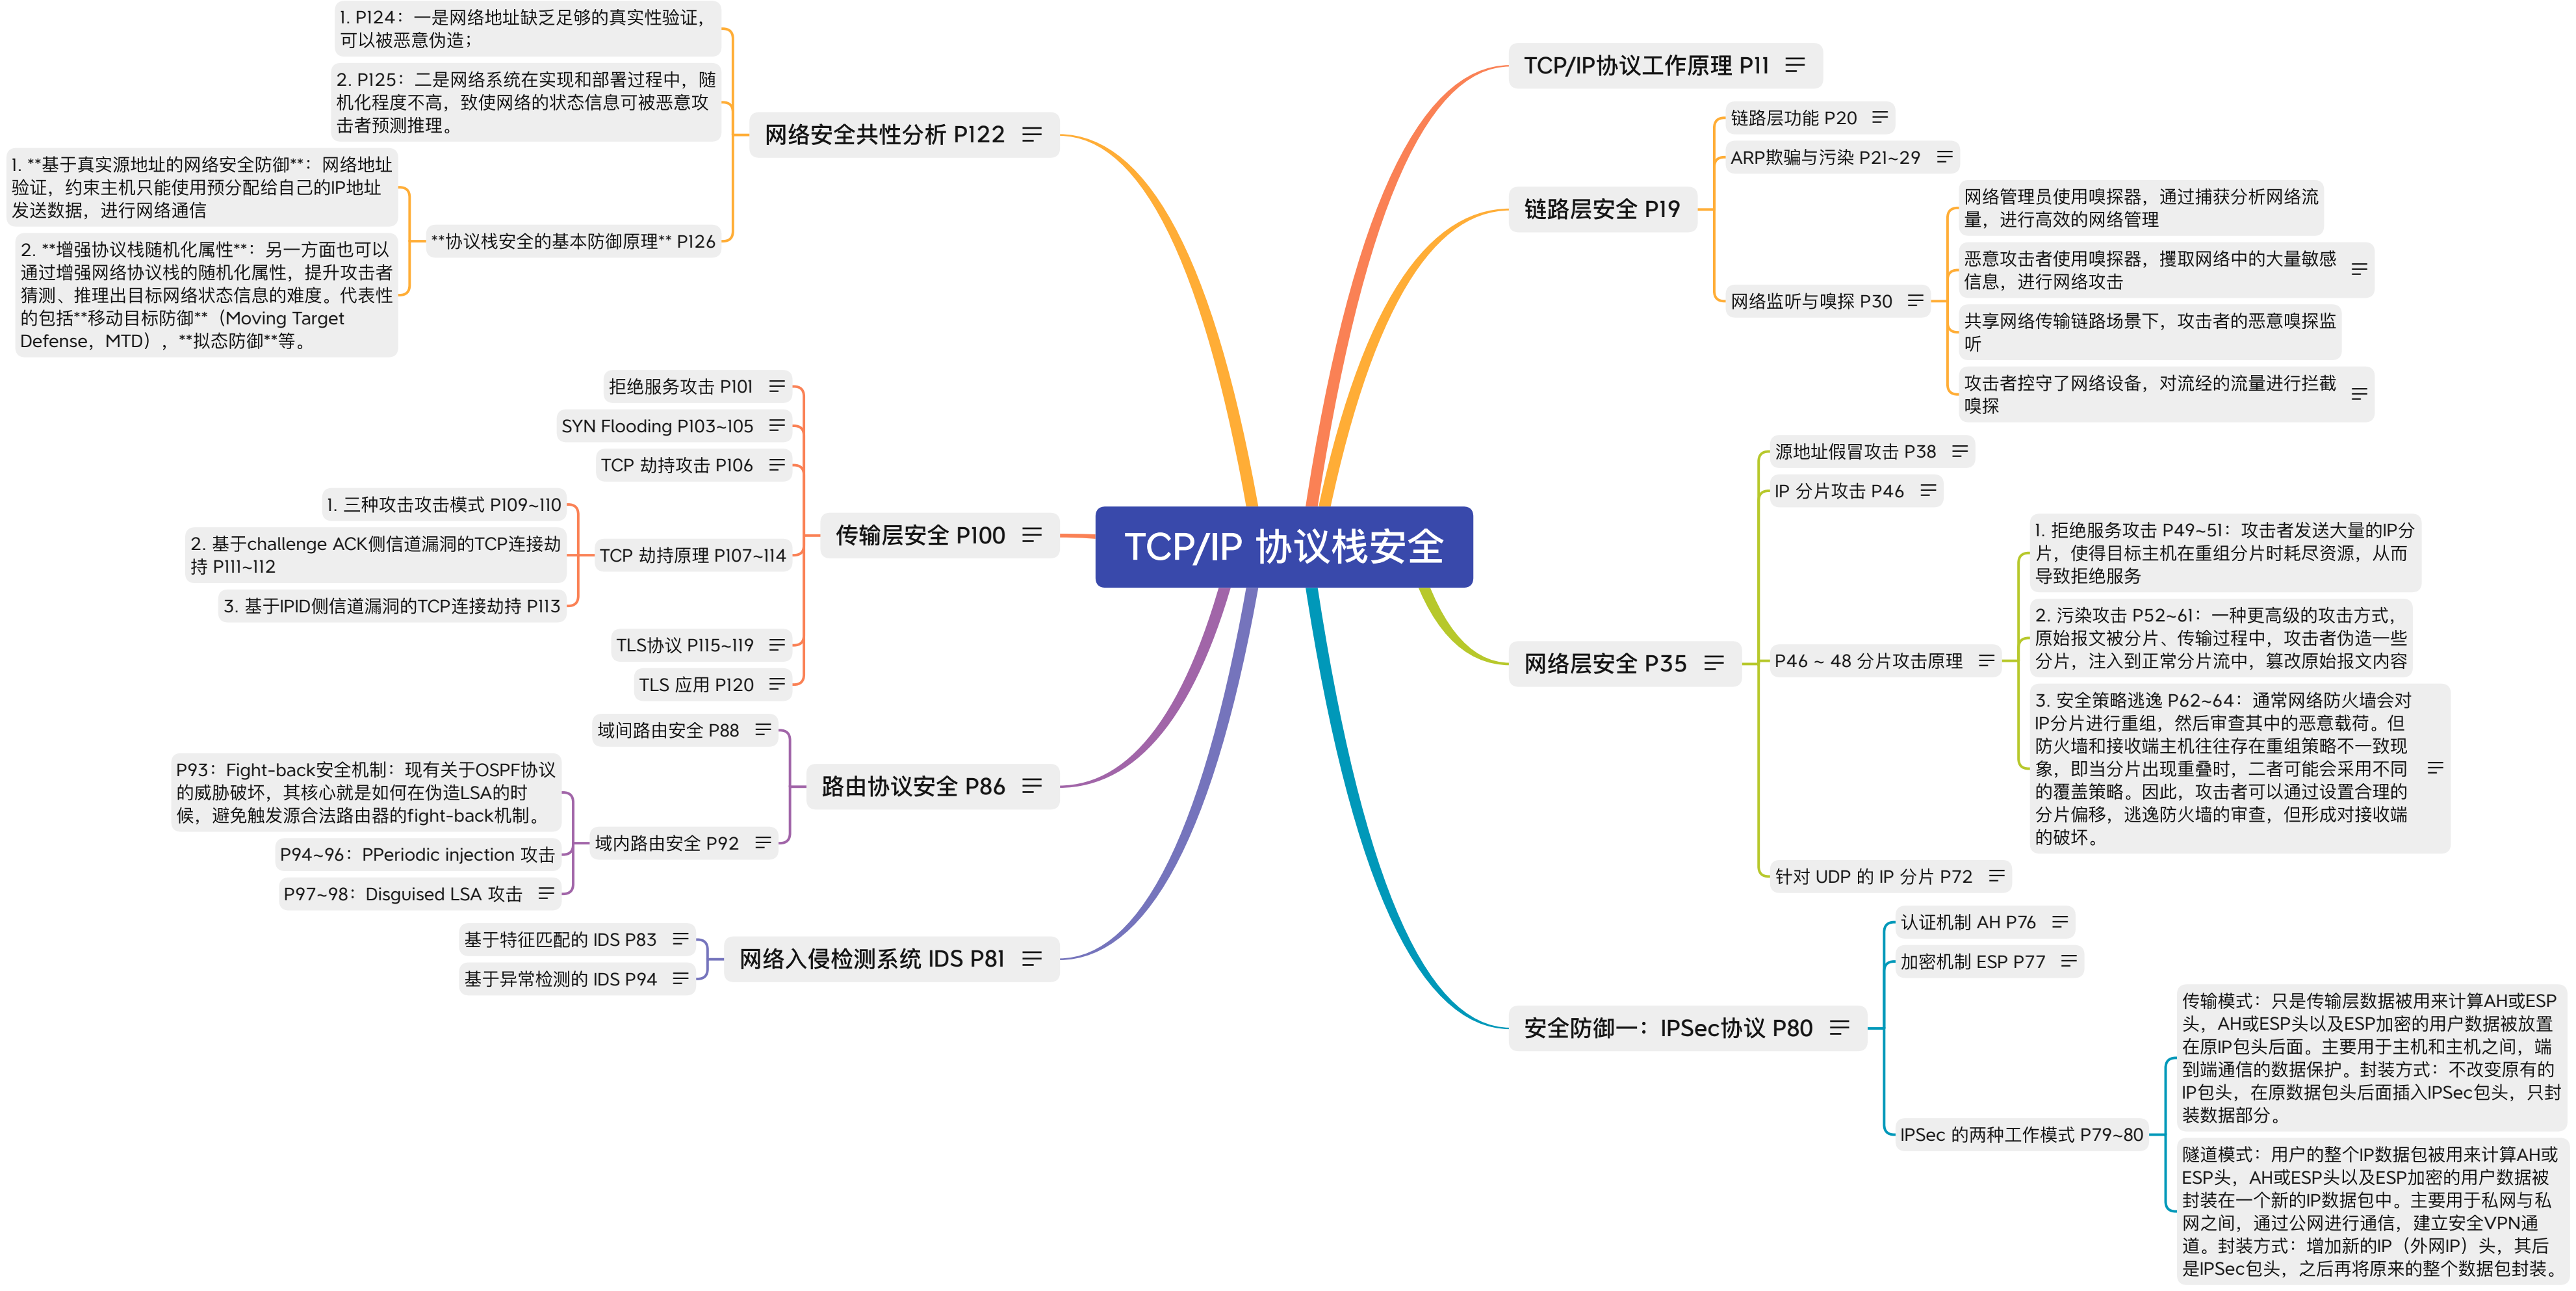 TCP/IP 协议栈安全
TCP/IP协议工作原理 P11
链路层安全 P19
链路层功能 P20
ARP欺骗与污染 P21~29
网络监听与嗅探 P30
网络管理员使用嗅探器，通过捕获分析网络流
量，进行高效的网络管理
恶意攻击者使用嗅探器，攫取网络中的大量敏感
信息，进行网络攻击
共享网络传输链路场景下，攻击者的恶意嗅探监
听
攻击者控守了网络设备，对流经的流量进行拦截
嗅探
网络层安全 P35
源地址假冒攻击 P38
IP 分片攻击 P46
P46 ~ 48 分片攻击原理
1. 拒绝服务攻击 P49~51：攻击者发送大量的IP分
片，使得目标主机在重组分片时耗尽资源，从而
导致拒绝服务
2. 污染攻击 P52~61：一种更高级的攻击方式，
原始报文被分片、传输过程中，攻击者伪造一些
分片，注入到正常分片流中，篡改原始报文内容
3. 安全策略逃逸 P62~64：通常网络防火墙会对
IP分片进行重组，然后审查其中的恶意载荷。但
防火墙和接收端主机往往存在重组策略不一致现
象，即当分片出现重叠时，二者可能会采用不同
的覆盖策略。因此，攻击者可以通过设置合理的
分片偏移，逃逸防火墙的审查，但形成对接收端
的破坏。
针对 UDP 的 IP 分片 P72
安全防御一：IPSec协议 P80
认证机制 AH P76
加密机制 ESP P77
IPSec 的两种工作模式 P79~80
传输模式：只是传输层数据被用来计算AH或ESP
头，AH或ESP头以及ESP加密的用户数据被放置
在原IP包头后面。主要用于主机和主机之间，端
到端通信的数据保护。封装方式：不改变原有的
IP包头，在原数据包头后面插入IPSec包头，只封
装数据部分。
隧道模式：用户的整个IP数据包被用来计算AH或
ESP头，AH或ESP头以及ESP加密的用户数据被
封装在一个新的IP数据包中。主要用于私网与私
网之间，通过公网进行通信，建立安全VPN通
道。封装方式：增加新的IP（外网IP）头，其后
是IPSec包头，之后再将原来的整个数据包封装。
网络安全共性分析 P122
1. P124：一是网络地址缺乏足够的真实性验证，
可以被恶意伪造；
2. P125：二是网络系统在实现和部署过程中，随
机化程度不高，致使网络的状态信息可被恶意攻
击者预测推理。
**协议栈安全的基本防御原理** P126
1. **基于真实源地址的网络安全防御**：网络地址
验证，约束主机只能使用预分配给自己的IP地址
发送数据，进行网络通信
2. **增强协议栈随机化属性**：另一方面也可以
通过增强网络协议栈的随机化属性，提升攻击者
猜测、推理出目标网络状态信息的难度。代表性
的包括**移动目标防御**（Moving Target
Defense，MTD），**拟态防御**等。
传输层安全 P100
拒绝服务攻击 P101
SYN Flooding P103~105
TCP 劫持攻击 P106
TCP 劫持原理 P107~114
1. 三种攻击攻击模式 P109~110
2. 基于challenge ACK侧信道漏洞的TCP连接劫
持 P111~112
3. 基于IPID侧信道漏洞的TCP连接劫持 P113
TLS协议 P115~119
TLS 应用 P120
路由协议安全 P86
域间路由安全 P88
域内路由安全 P92
P93：Fight-back安全机制：现有关于OSPF协议
的威胁破坏，其核心就是如何在伪造LSA的时
候，避免触发源合法路由器的fight-back机制。
P94~96：PPeriodic injection 攻击
P97~98：Disguised LSA 攻击
网络入侵检测系统 IDS P81
基于特征匹配的 IDS P83
基于异常检测的 IDS P94